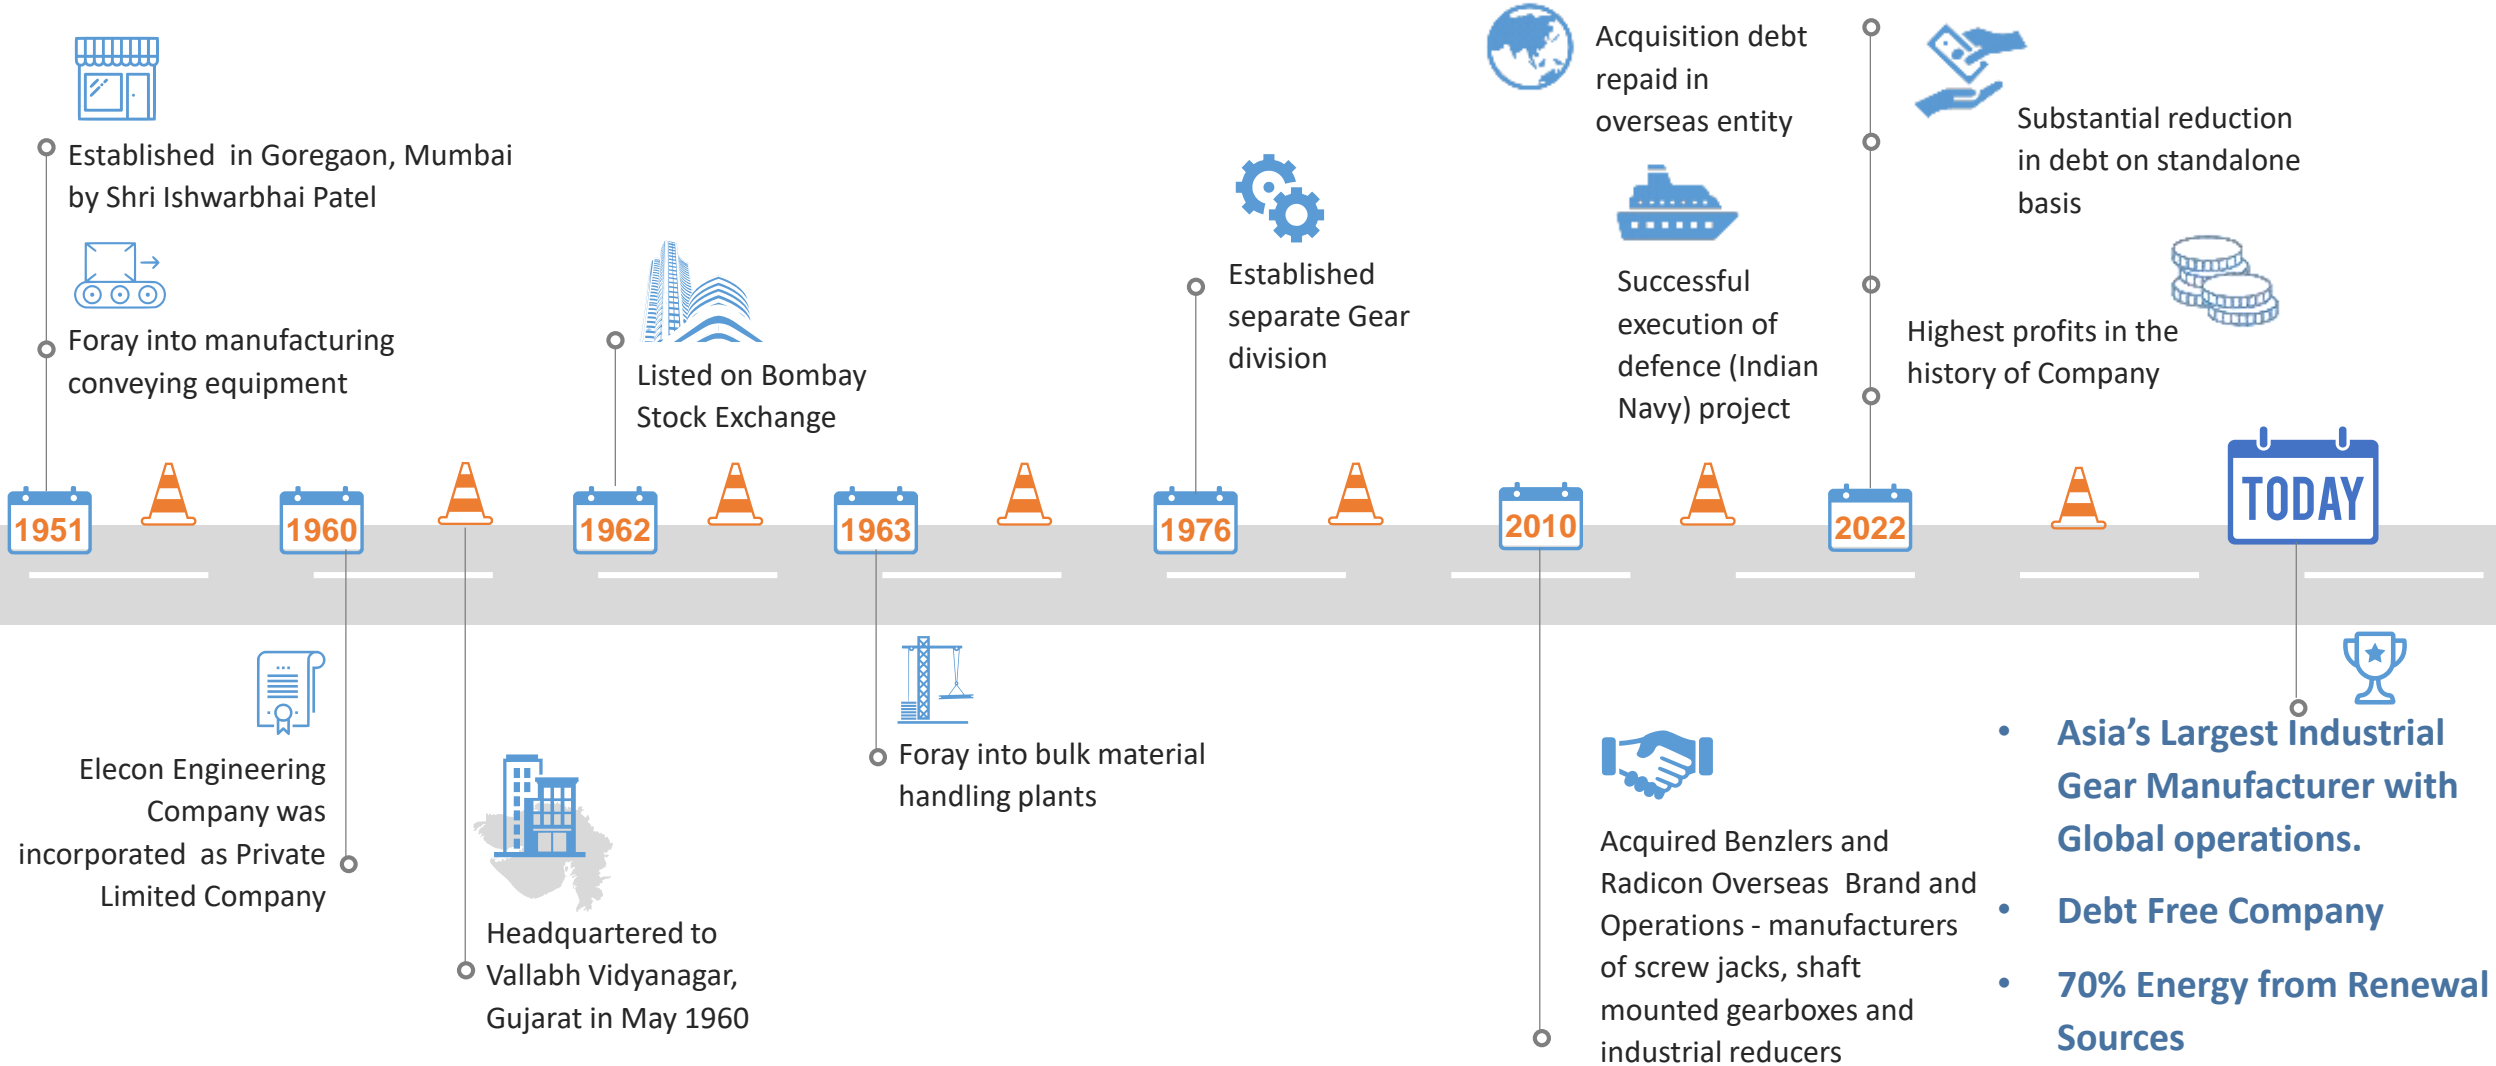 Established  in Goregaon, Mumbai
by Shri Ishwarbhai Patel
Foray into manufacturing
conveying equipment
Listed on Bombay
Stock Exchange
Established
separate Gear
division
Acquisition debt
repaid in
overseas entity
Successful
execution of
defence (Indian
Navy) project
Substantial reduction
in debt on standalone
basis
Highest profits in the
history of Company
1951
1960
1962
1963
1976
2010
2022
TODAY
Elecon Engineering
Company was
incorporated  as Private
Limited Company
Headquartered to
Vallabh Vidyanagar,
Gujarat in May 1960
Foray into bulk material
handling plants
Acquired Benzlers and
Radicon Overseas  Brand and
Operations - manufacturers
of screw jacks, shaft
mounted gearboxes and
industrial reducers
• Asia’s Largest Industrial
Gear Manufacturer with
Global operations.
• Debt Free Company
• 70% Energy from Renewal
Sources